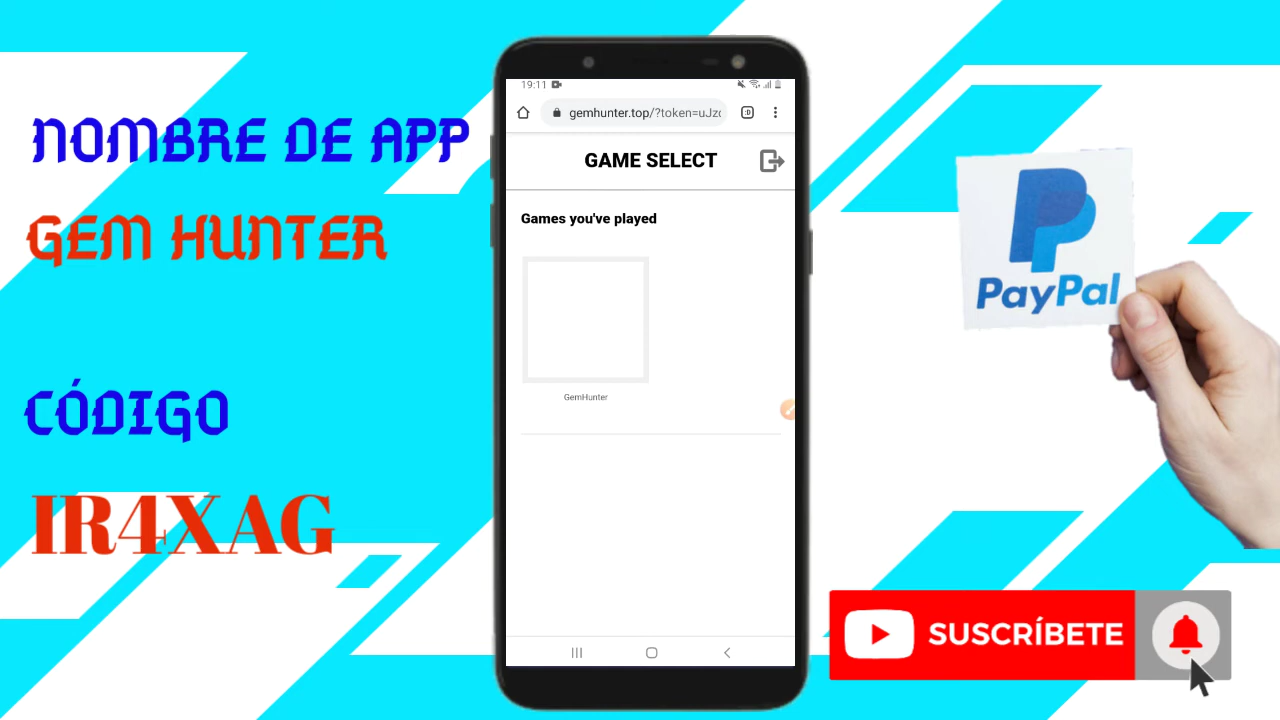 NOMBRE DE APP
GEM HUNTER
CÓDIGO
IR4XAG
19:11
gemhunter.top/?token=uJz
GAME SELECT
Games you've played
GemHunter
PayPal
SUSCRÍBETE